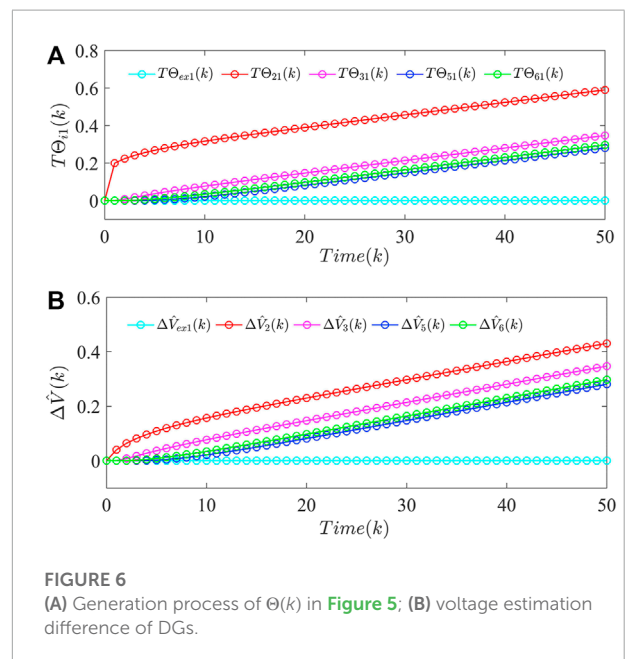 A
0.8
TΘex1(k) TΘ21(k) TΘ31(k) TΘ51(k) TΘ61(k)
0.6
0.4
0.2
0
TΘi1(k)
0 10 20 30 40 50
Time(k)
B
0.6
ΔV̂ex1(k) ΔV̂2(k) ΔV̂3(k) ΔV̂5(k) ΔV̂6(k)
0.4
0.2
0
ΔV̂(k)
0 10 20 30 40 50
Time(k)
FIGURE 6
(A) Generation process of Θ(k) in Figure 5; (B) voltage estimation
difference of DGs.